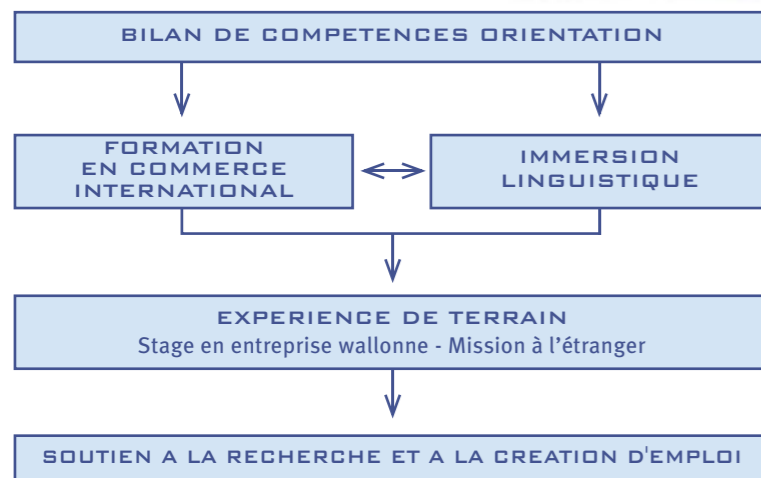 BILAN DE COMPETENCES ORIENTATION
FORMATION
EN COMMERCE
INTERNATIONAL
IMMERSION
LINGUISTIQUE
EXPERIENCE DE TERRAIN
Stage en entreprise wallonne - Mission à l’étranger
SOUTIEN A LA RECHERCHE ET A LA CREATION D'EMPLOI